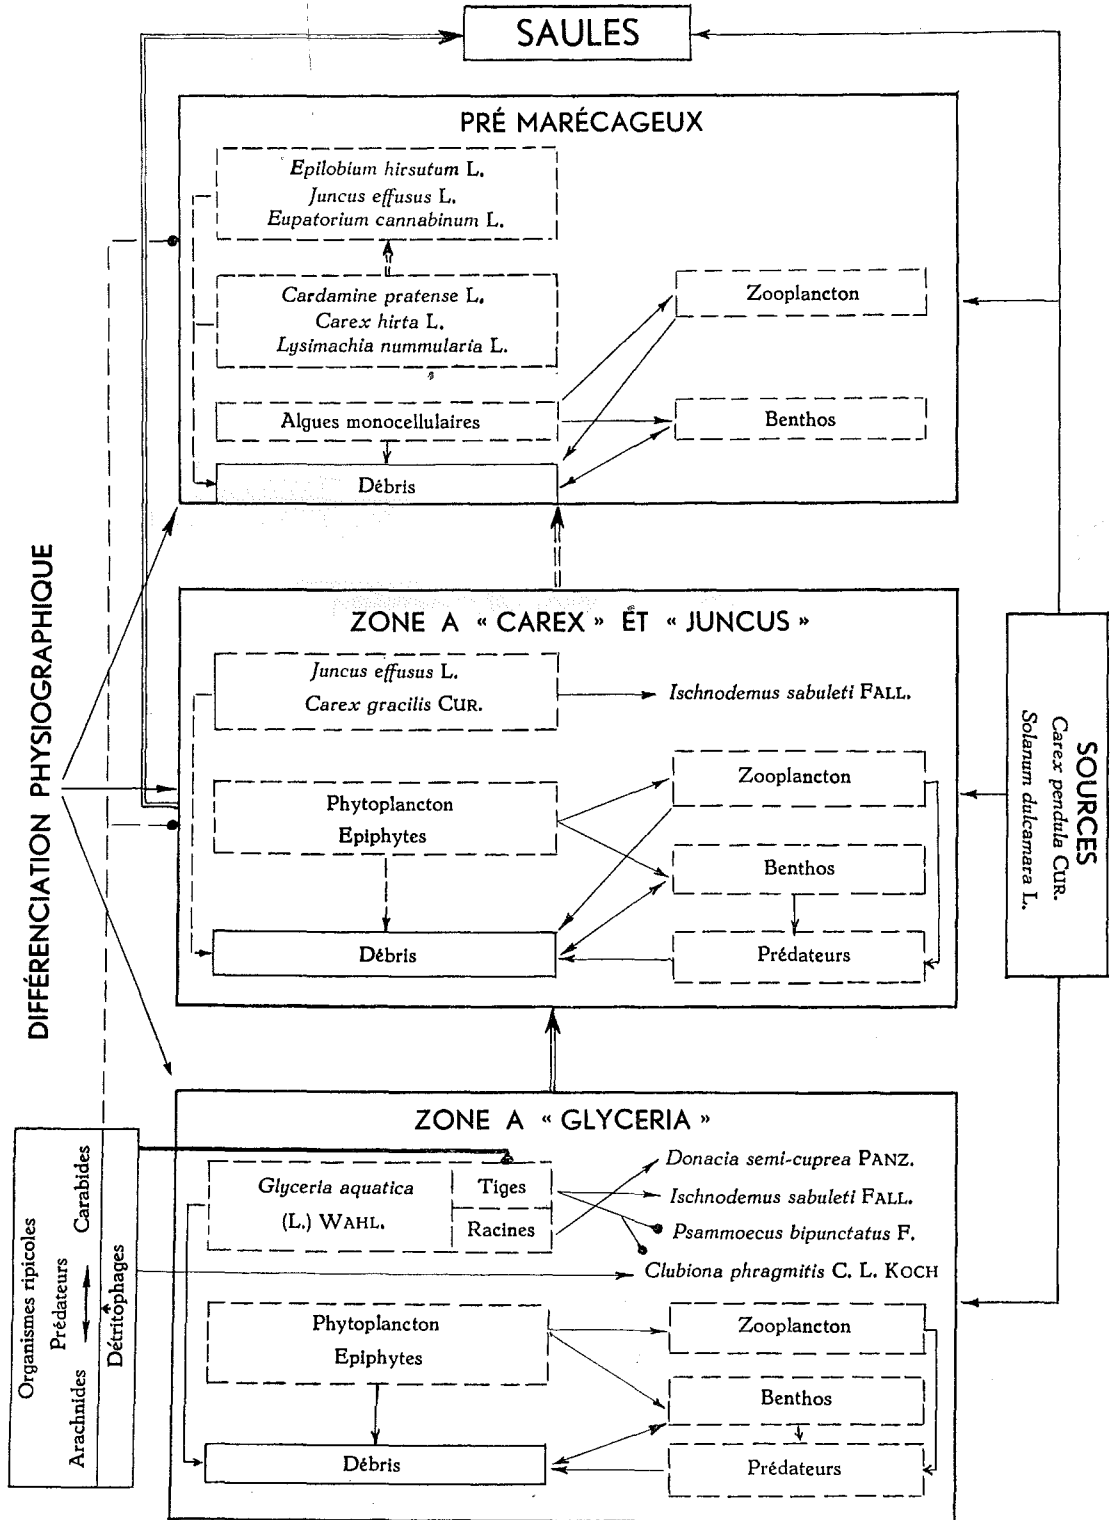 SAULES
PRÉ MARÉCAGEUX
Epilobium hirsutum L.
Juncus effusus L.
Eupatorium cannabinum L.
Cardamine pratense L.
Carex hirta L.
Lysimachia nummularia L.
Zooplancton
Algues monocellulaires
Benthos
Débris
DIFFÉRENCIATION PHYSIOGRAPHIQUE
ZONE A « CAREX » ET « JUNCUS »
Juncus effusus L.
Carex gracilis CUR.
Ischnodemus sabuleti FALL.
Phytoplancton
Epiphytes
Zooplancton
Benthos
Débris
Prédateurs
SOURCES
Carex pendula CUR.
Solanum dulcamara L.
ZONE A « GLYCERIA »
Glyceria aquatica
(L.) WAHL.
Tiges
Racines
Donacia semi-cuprea PANZ.
Ischnodemus sabuleti FALL.
Psammoecus bipunctatus F.
Clubiona phragmitis C. L. KOCH
Phytoplancton
Epiphytes
Zooplancton
Benthos
Débris
Prédateurs
Organismes ripicoles
Prédateurs
Arachnides Carabides
Détritophages